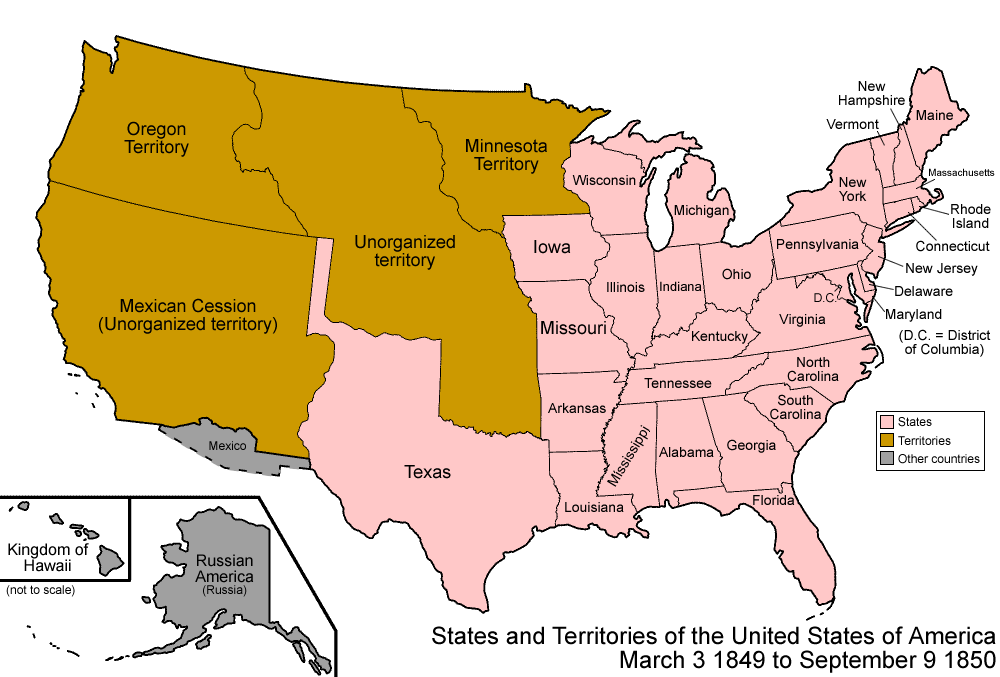 New
Hampshire
Vermont
Maine
Oregon
Territory
Minnesota
Territory
Wisconsin
Michigan
New
York
Massachusetts
Rhode
Island
Connecticut
Unorganized
territory
Iowa
Pennsylvania
New Jersey
Mexican Cession
(Unorganized territory)
Illinois
Indiana
Ohio
D.C.
Delaware
Maryland
(D.C. = District
of Columbia)
Missouri
Kentucky
Virginia
Tennessee
North
Carolina
Arkansas
South
Carolina
Mississippi
Alabama
Georgia
Mexico
Texas
Louisiana
Florida
States
Territories
Other countries
Kingdom of
Hawaii
(not to scale)
Russian
America
(Russia)
States and Territories of the United States of America
March 3 1849 to September 9 1850